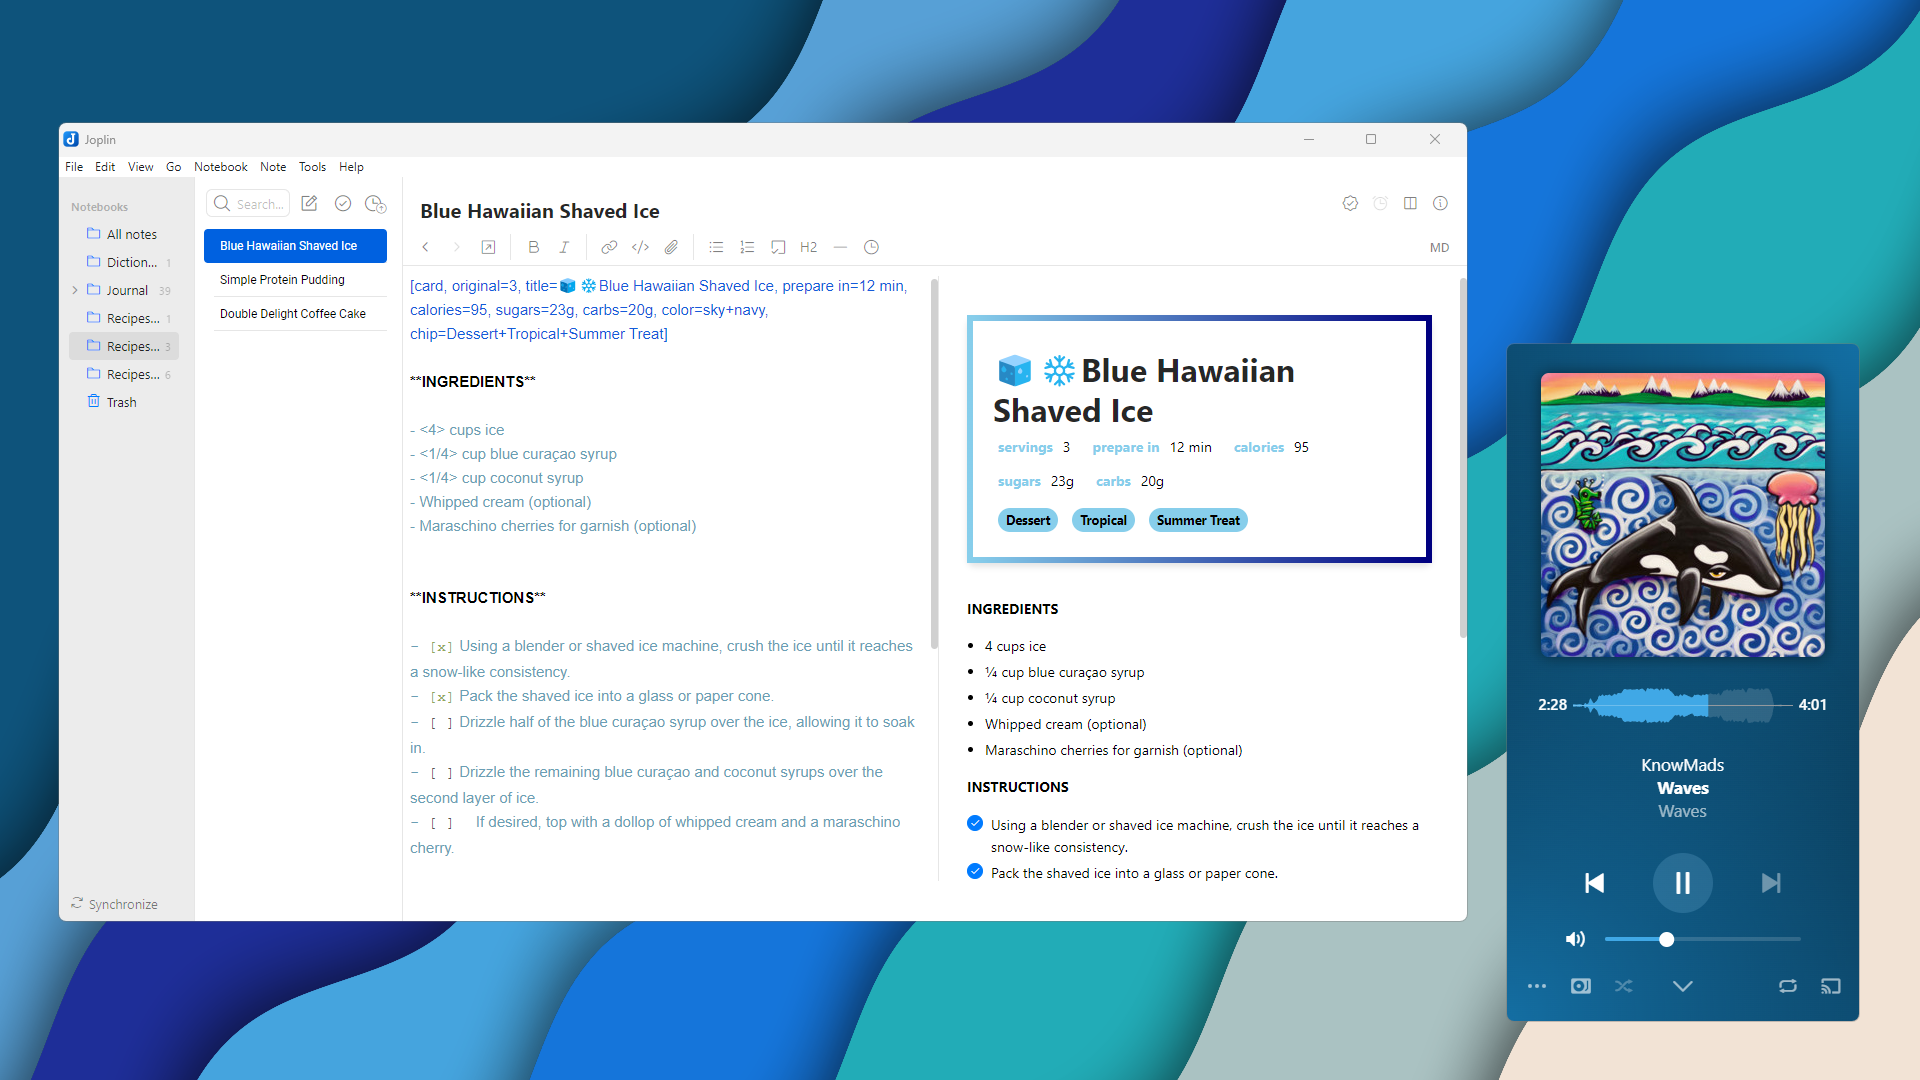 Joplin
File Edit View Go Notebook Note Tools Help
Notebooks
All notes
Diction... 1
Journal 39
Recipes... 1
Recipes... 3
Recipes... 6
Trash
Synchronize
Search...
Blue Hawaiian Shaved Ice
Simple Protein Pudding
Double Delight Coffee Cake
Blue Hawaiian Shaved Ice
B I </> H2 MD
[card, original=3, title=🧊 ❄️Blue Hawaiian Shaved Ice, prepare in=12 min,
calories=95, sugars=23g, carbs=20g, color=sky+navy,
chip=Dessert+Tropical+Summer Treat]
**INGREDIENTS**
- <4> cups ice
- <1/4> cup blue curaçao syrup
- <1/4> cup coconut syrup
- Whipped cream (optional)
- Maraschino cherries for garnish (optional)
**INSTRUCTIONS**
- [x] Using a blender or shaved ice machine, crush the ice until it reaches
a snow-like consistency.
- [x] Pack the shaved ice into a glass or paper cone.
- [ ] Drizzle half of the blue curaçao syrup over the ice, allowing it to soak
in.
- [ ] Drizzle the remaining blue curaçao and coconut syrups over the
second layer of ice.
- [ ] If desired, top with a dollop of whipped cream and a maraschino
cherry.
🧊 ❄️Blue Hawaiian
Shaved Ice
servings 3 prepare in 12 min calories 95
sugars 23g carbs 20g
Dessert Tropical Summer Treat
INGREDIENTS
• 4 cups ice
• ¼ cup blue curaçao syrup
• ¼ cup coconut syrup
• Whipped cream (optional)
• Maraschino cherries for garnish (optional)
INSTRUCTIONS
Using a blender or shaved ice machine, crush the ice until it reaches a
snow-like consistency.
Pack the shaved ice into a glass or paper cone.
2:28 4:01
KnowMads
Waves
Waves